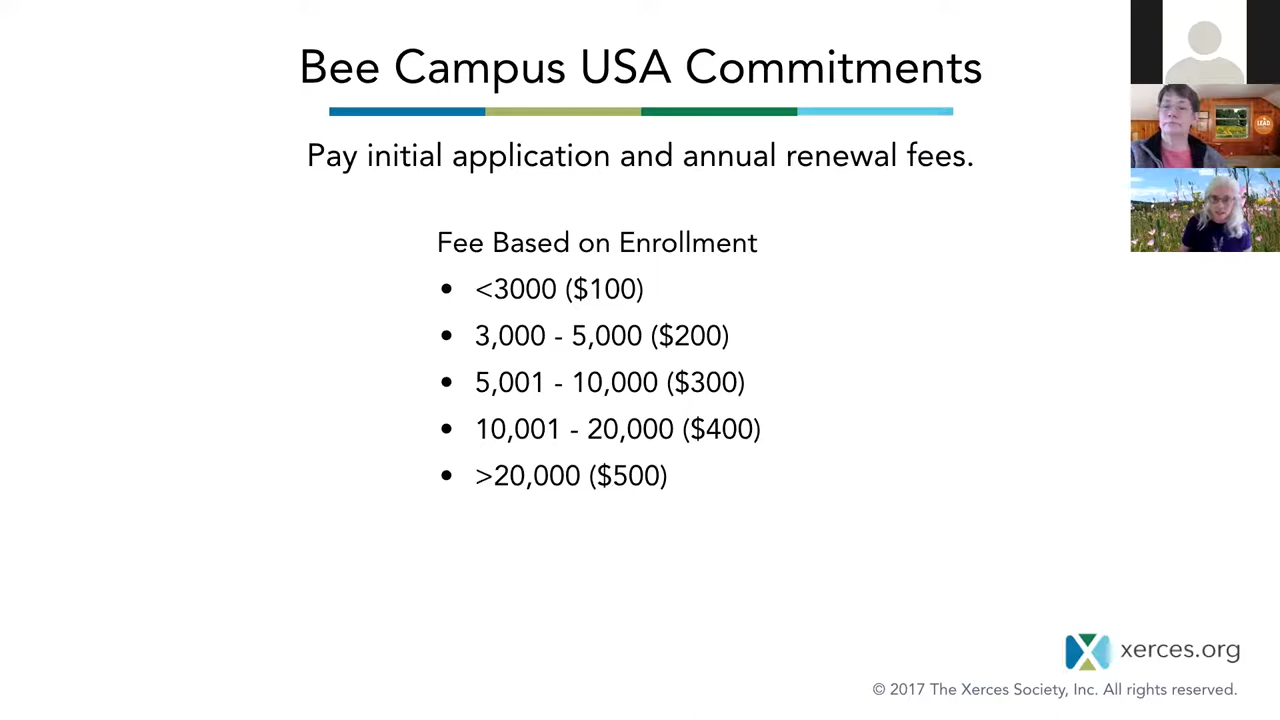 Bee Campus USA Commitments
Pay initial application and annual renewal fees.
Fee Based on Enrollment
• <3000 ($100)
• 3,000 - 5,000 ($200)
• 5,001 - 10,000 ($300)
• 10,001 - 20,000 ($400)
• >20,000 ($500)
LEAD
xerces.org
© 2017 The Xerces Society, Inc. All rights reserved.